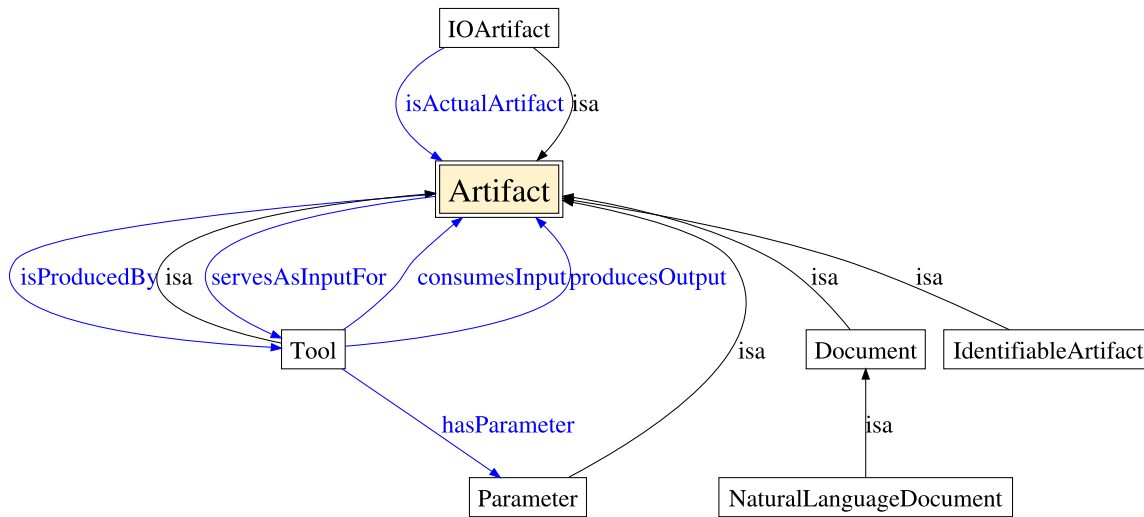 IOArtifact
isActualArtifact
isa
Artifact
isProducedBy
isa
servesAsInputFor
consumesInput
producesOutput
isa
isa
Tool
Document
IdentifiableArtifact
isa
hasParameter
isa
Parameter
NaturalLanguageDocument